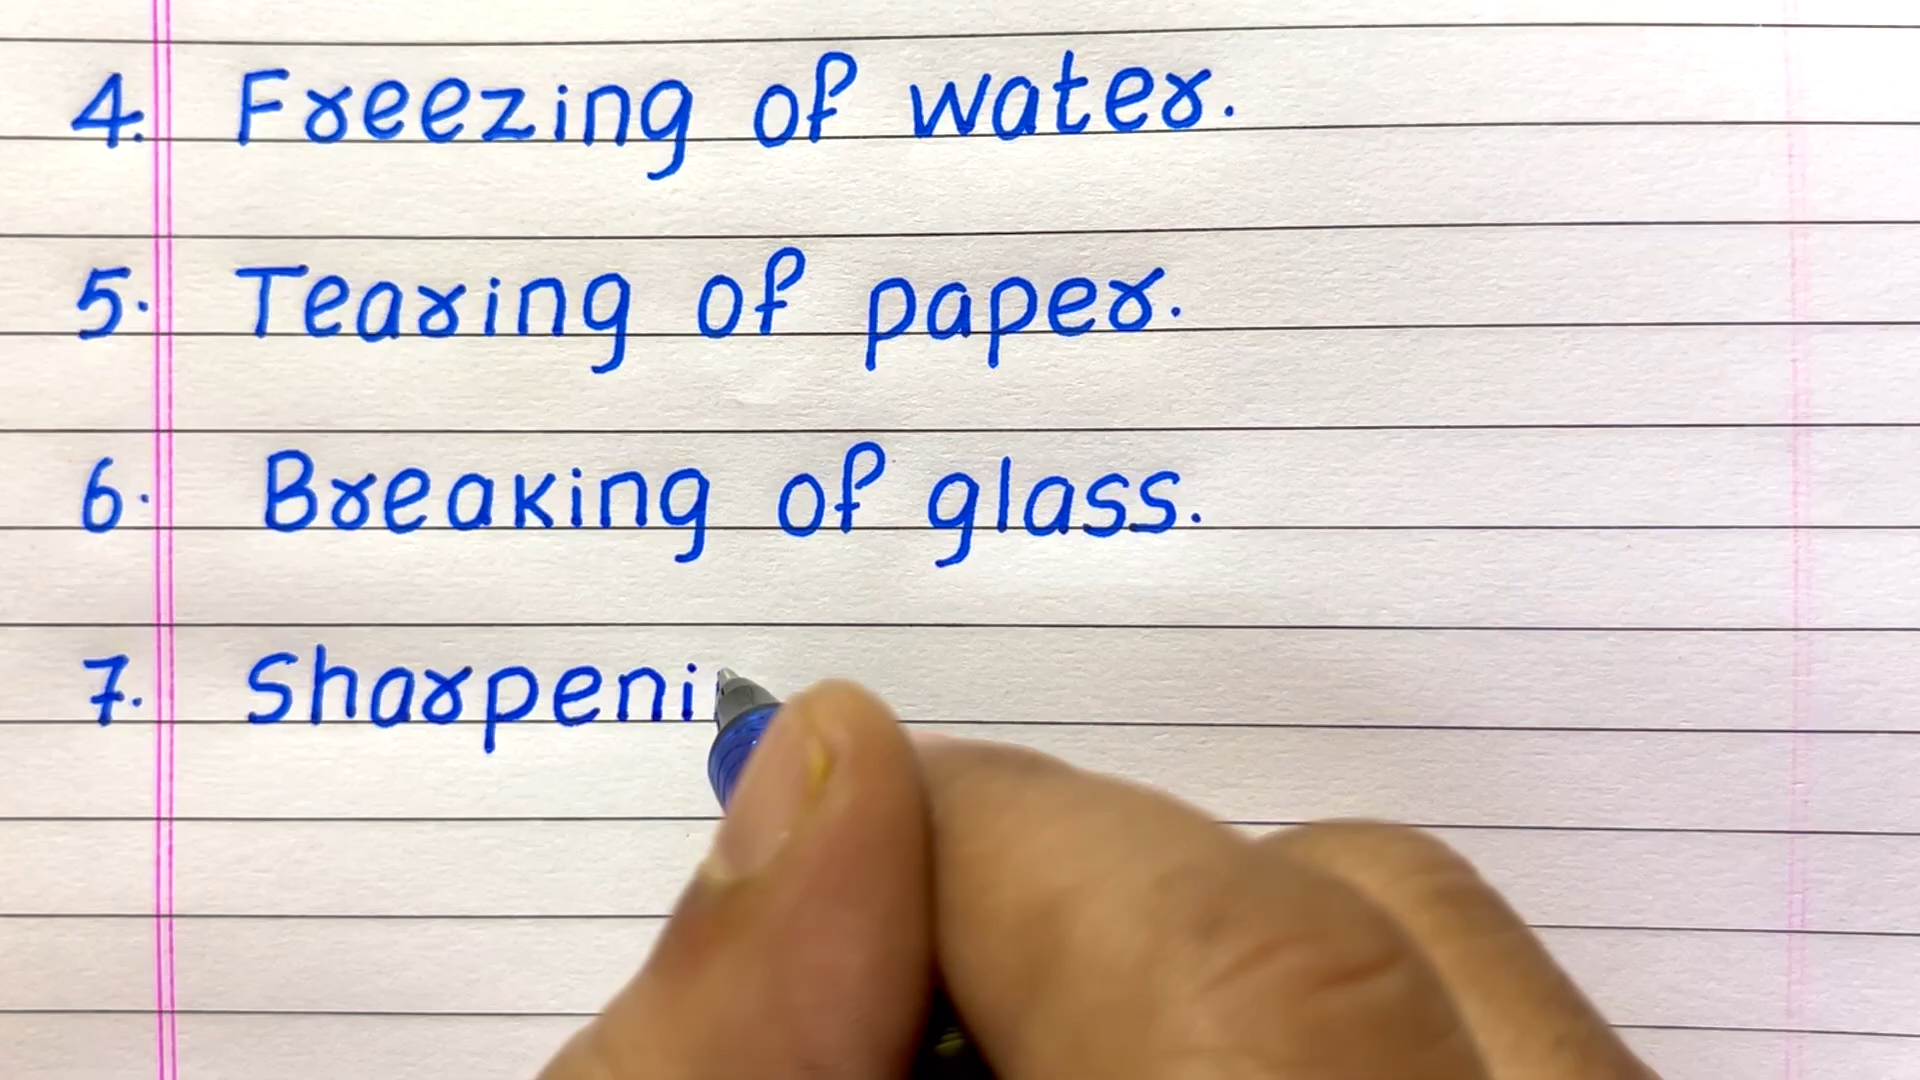 4. Freezing of water.
5. Tearing of paper.
6. Breaking of glass.
7. Sharpeni